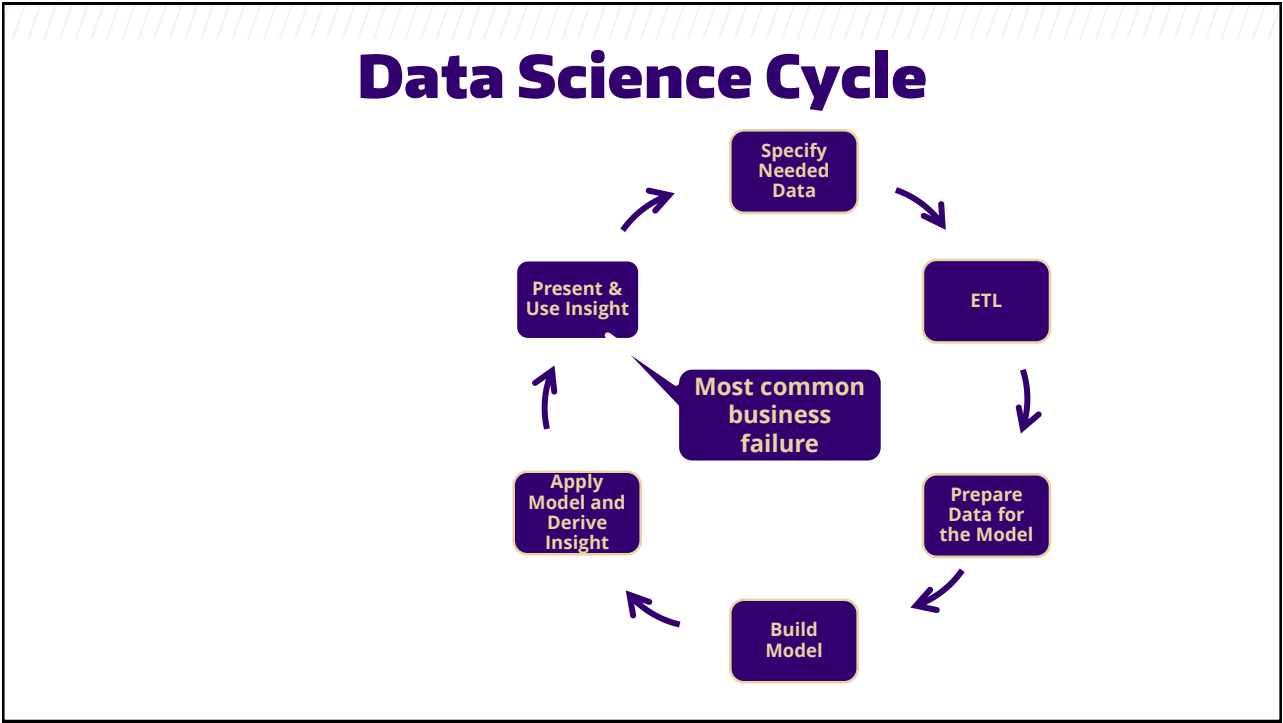 Data Science Cycle
Specify
Needed
Data
ETL
Prepare
Data for
the Model
Build
Model
Apply
Model and
Derive
Insight
Present &
Use Insight
Most common
business
failure